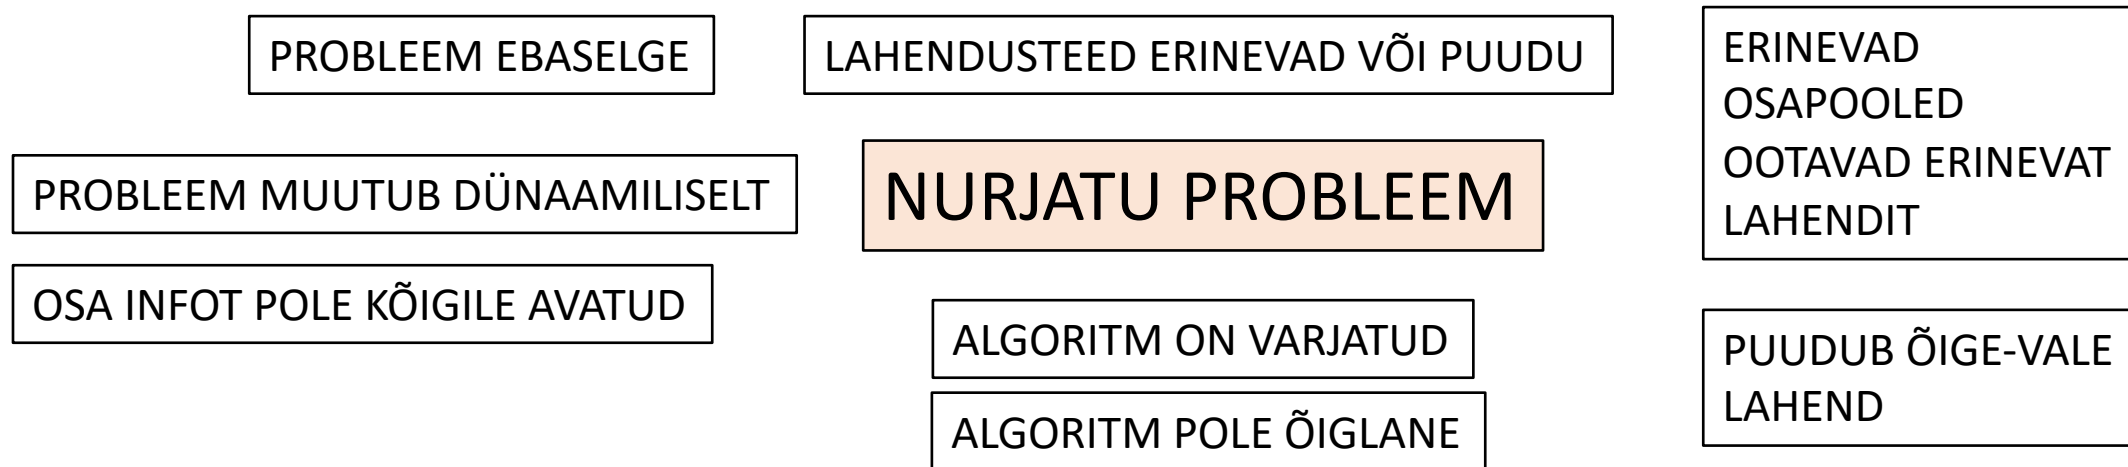 PROBLEEM EBASELGE
LAHENDUSTEED ERINEVAD VÕI PUUDU
ERINEVAD
OSAPOOLED
OOTAVAD ERINEVAT
LAHENDIT
PROBLEEM MUUTUB DÜNAAMILISELT
NURJATU PROBLEEM
OSA INFOT POLE KÕIGILE AVATUD
ALGORITM ON VARJATUD
ALGORITM POLE ÕIGLANE
PUUDUB ÕIGE-VALE
LAHEND